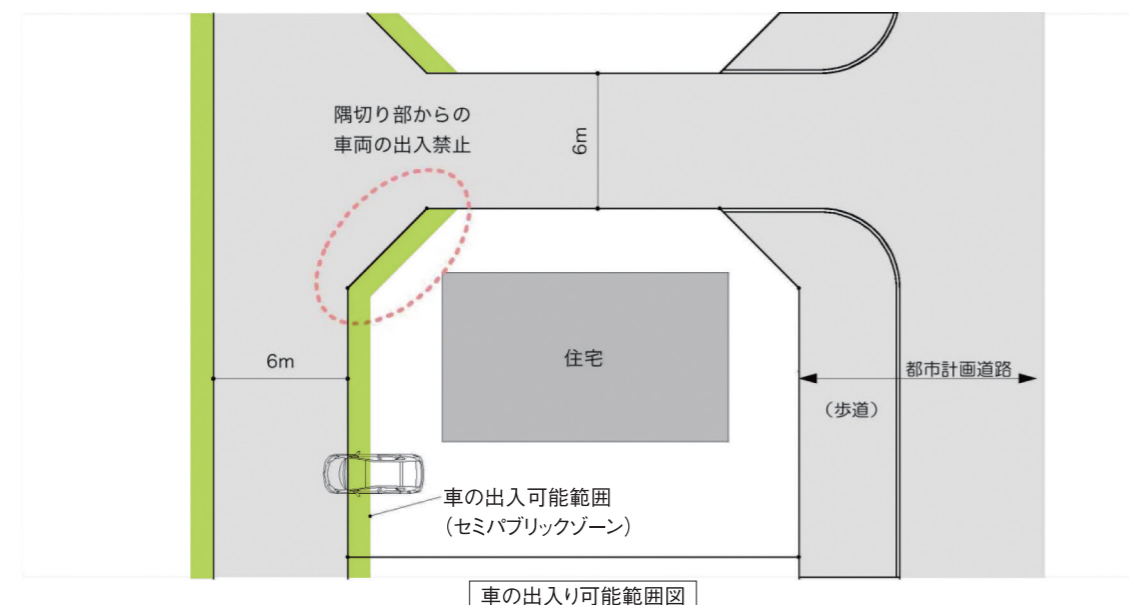 隅切り部からの
車両の出入禁止
6m
6m
住宅
都市計画道路
（歩道）
車の出入可能範囲
（セミパブリックゾーン）
車の出入り可能範囲図